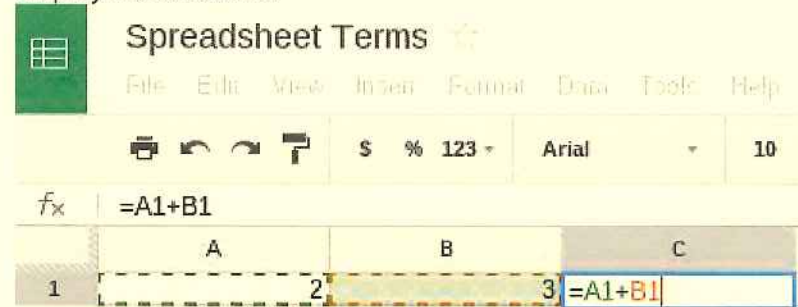 Spreadsheet Terms
File Edit View Insert Format Data Tools Help
$ % 123 Arial 10
fx =A1+B1
A B C
1 2 3 =A1+B1